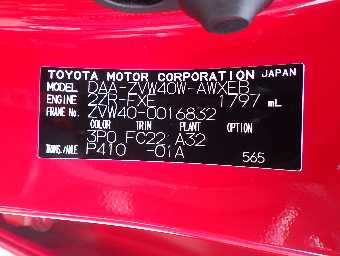 TOYOTA MOTOR CORPORATION JAPAN
MODEL DAA-ZVW40W-AWXEB
ENGINE 2ZR-FXE 1797 mL
FRAME No. ZVW40-0016832
COLOR TRIM PLANT OPTION
3P0 FC22 A32
TRANS./AXLE P410 -01A 565